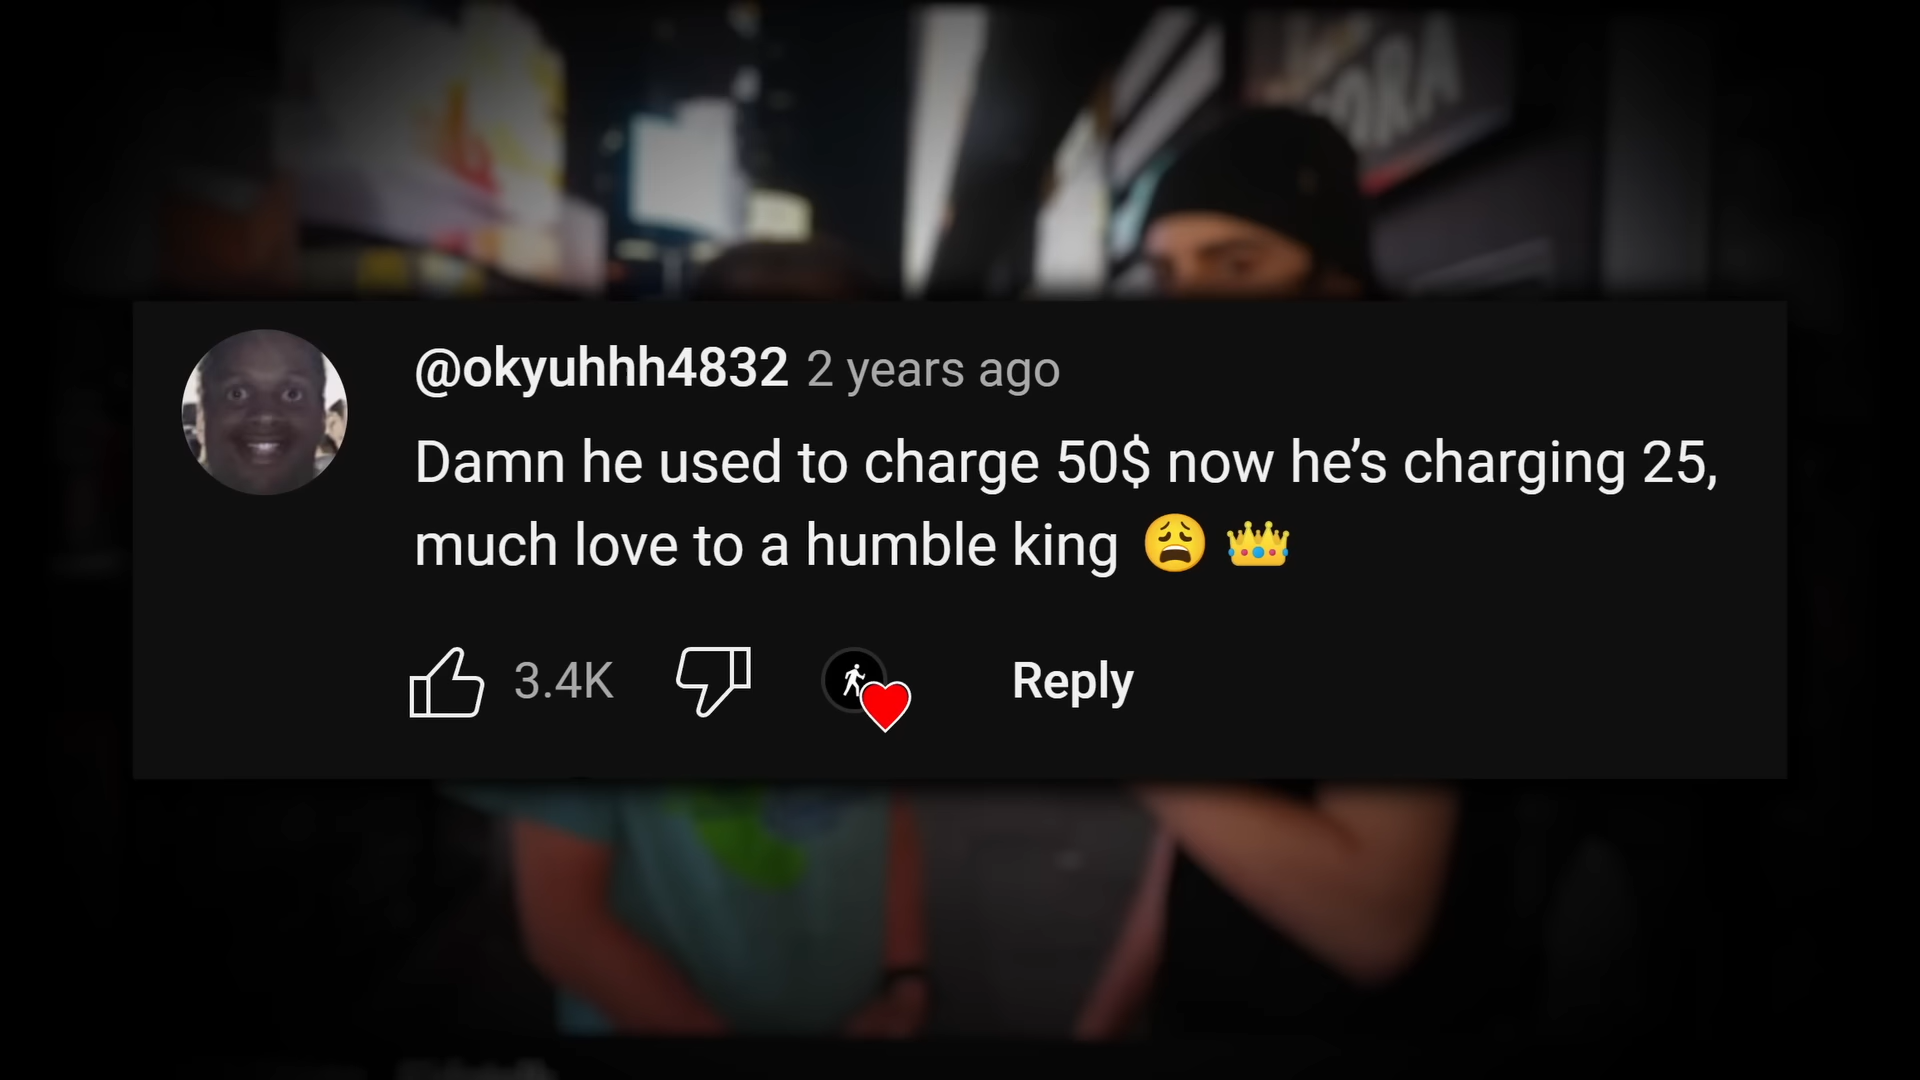 @okyuhhh4832 2 years ago
Damn he used to charge 50$ now he’s charging 25,
much love to a humble king 😩 👑
3.4K
Reply